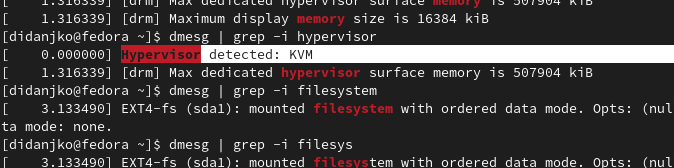 [    1.316339] [drm] Max dedicated hypervisor surface memory is 507904 kiB
[    1.316339] [drm] Maximum display memory size is 16384 kiB
[didanjko@fedora ~]$ dmesg | grep -i hypervisor
[    0.000000] Hypervisor detected: KVM
[    1.316339] [drm] Max dedicated hypervisor surface memory is 507904 kiB
[didanjko@fedora ~]$ dmesg | grep -i filesystem
[    3.133490] EXT4-fs (sda1): mounted filesystem with ordered data mode. Opts: (nul
ta mode: none.
[didanjko@fedora ~]$ dmesg | grep -i filesys
[    3.133490] EXT4-fs (sda1): mounted filesystem with ordered data mode. Opts: (nul